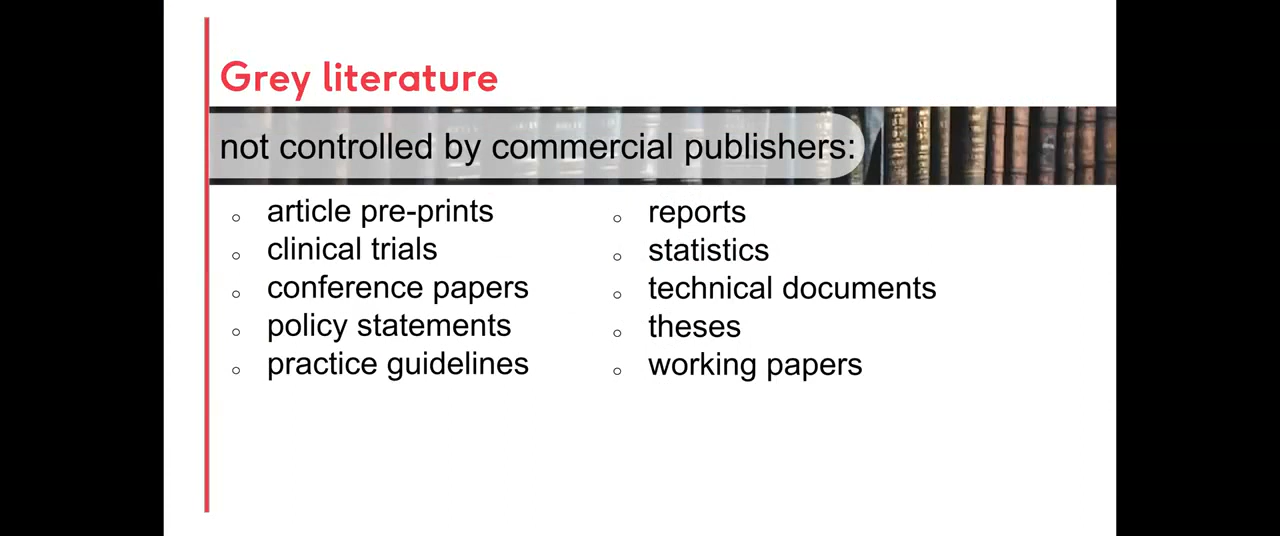 Grey literature
not controlled by commercial publishers:
article pre-prints
clinical trials
conference papers
policy statements
practice guidelines
reports
statistics
technical documents
theses
working papers